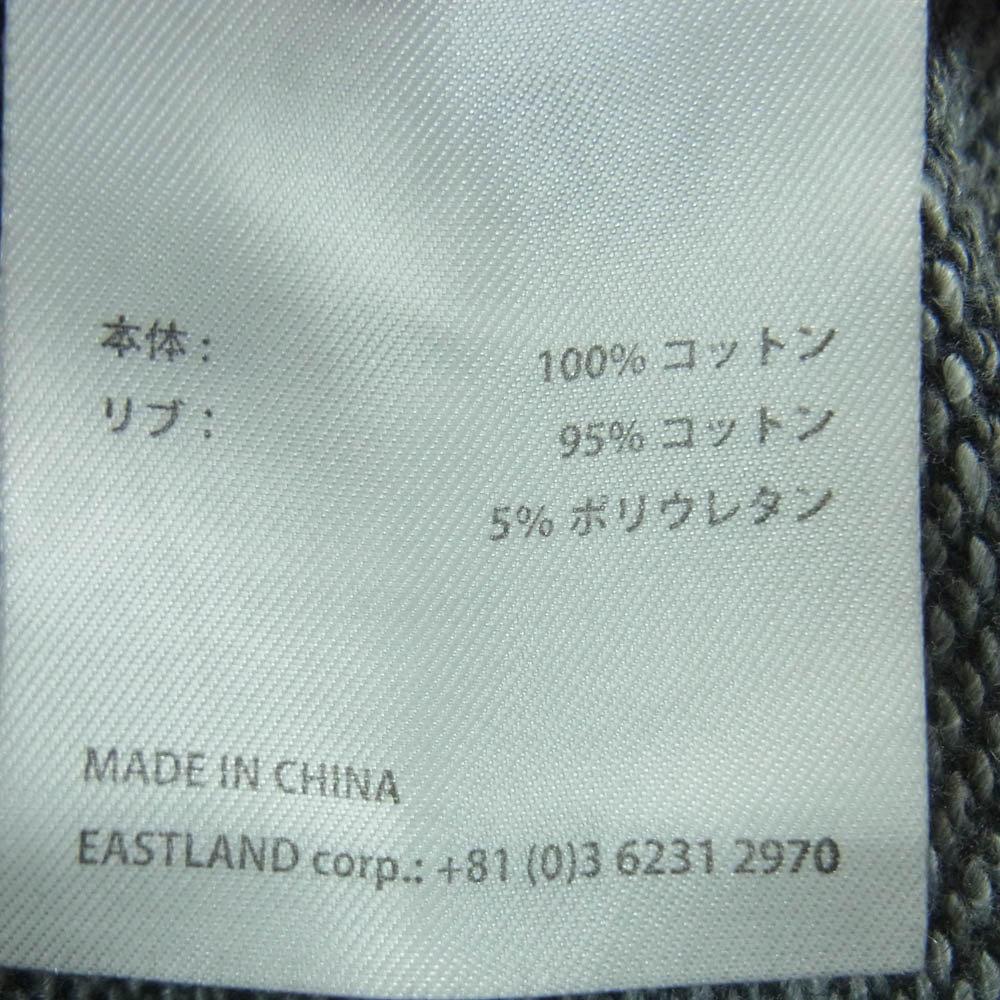 本体： 100% コットン
リブ： 95% コットン
5% ポリウレタン
MADE IN CHINA
EASTLAND corp.: +81 (0)3 6231 2970